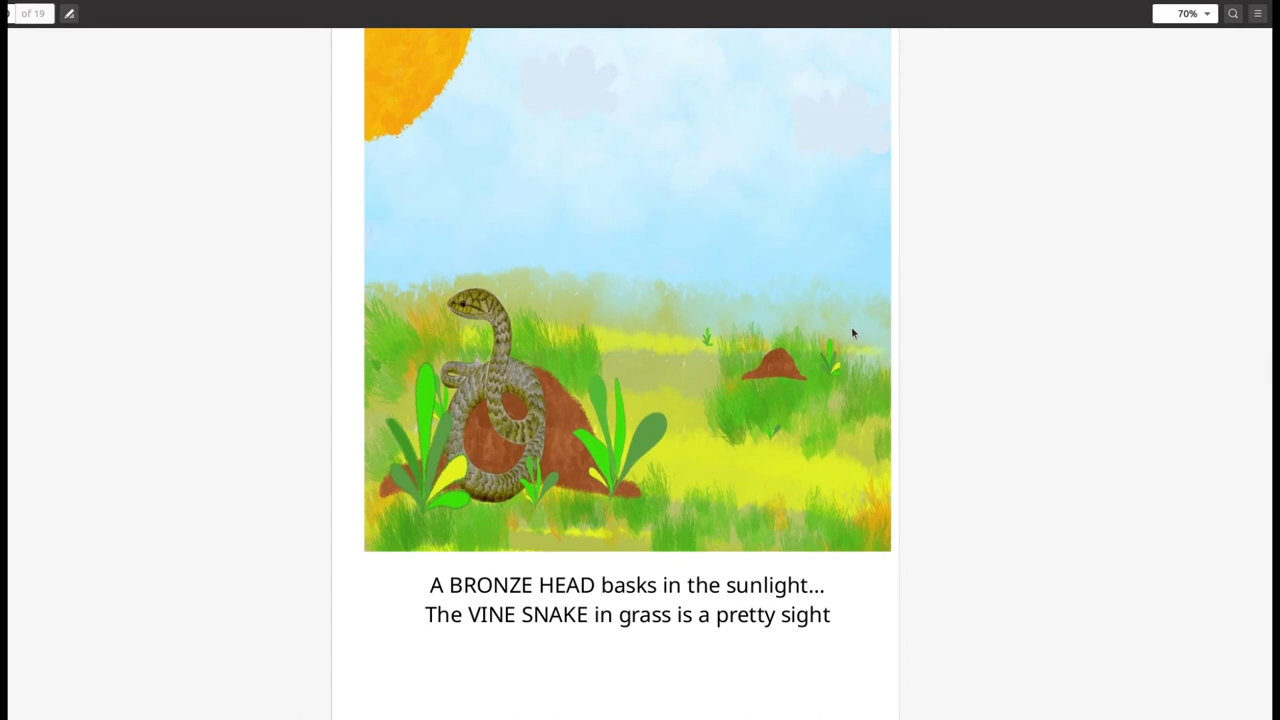 of 19
70%
A BRONZE HEAD basks in the sunlight...
The VINE SNAKE in grass is a pretty sight